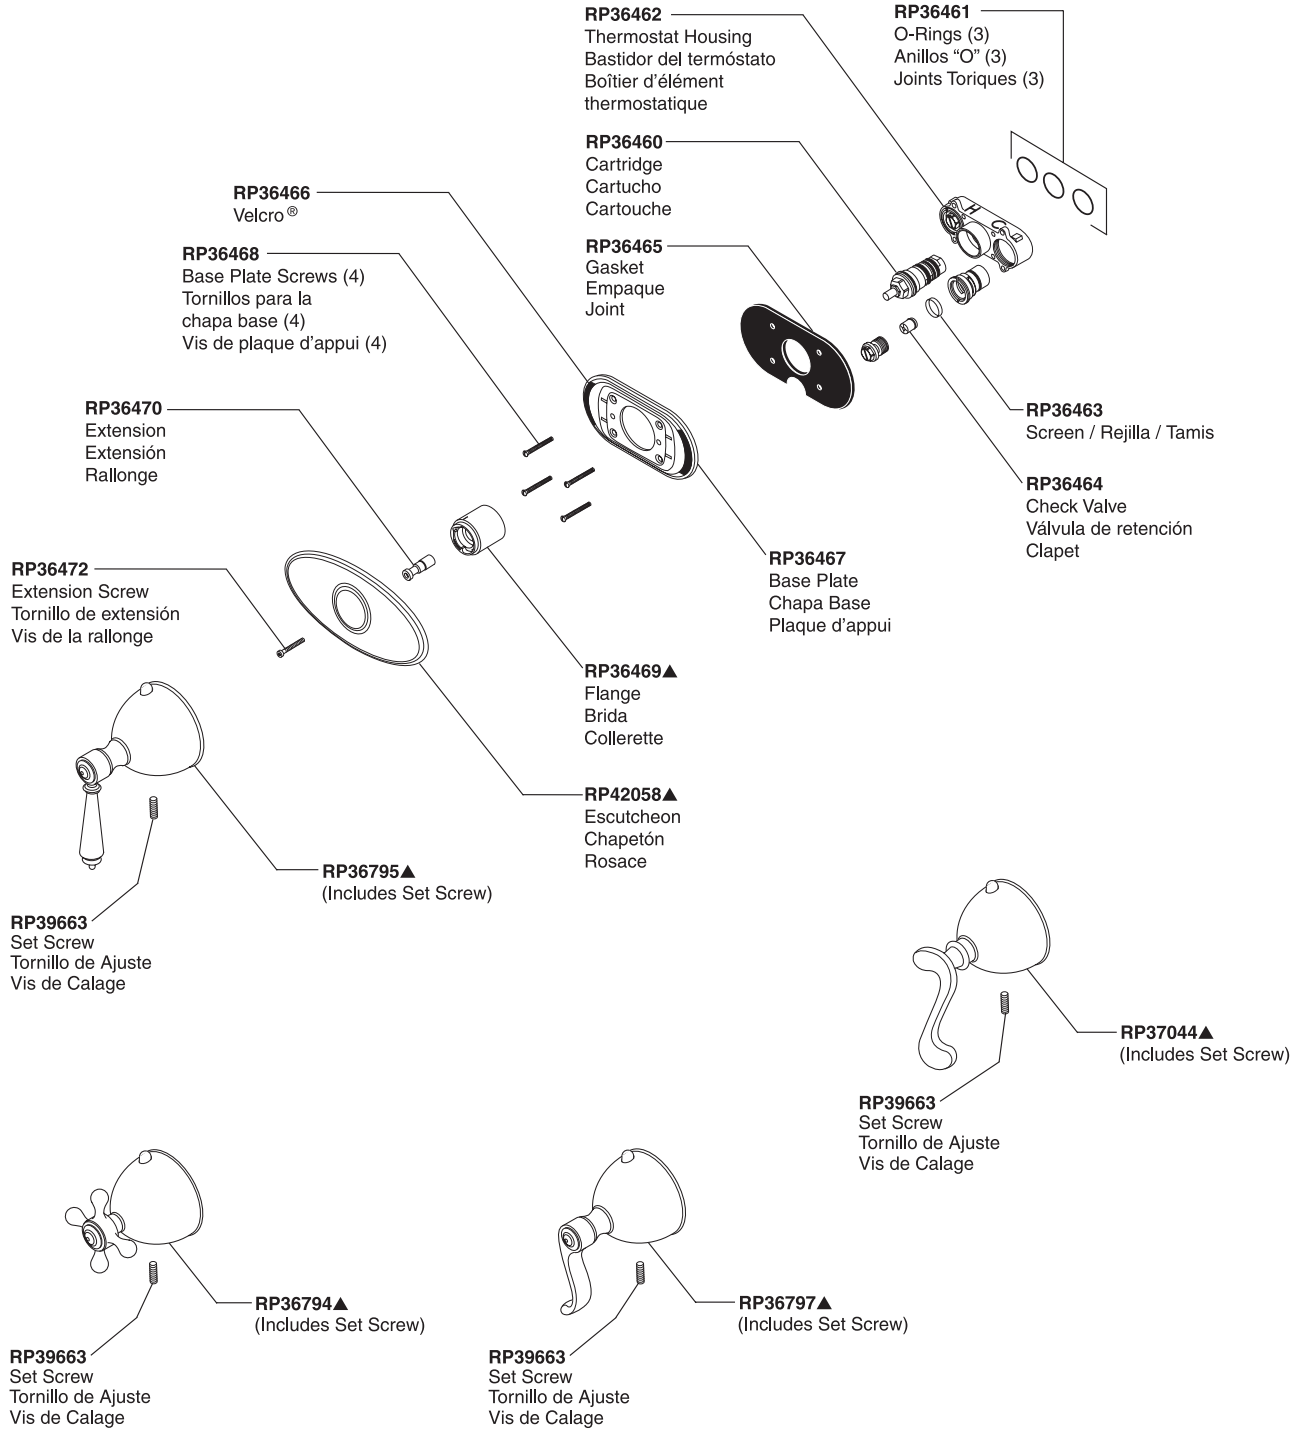 RP36462
Thermostat Housing
Bastidor del termóstato
Boîtier d’élément
thermostatique
RP36461
O-Rings (3)
Anillos “O” (3)
Joints Toriques (3)
RP36460
Cartridge
Cartucho
Cartouche
RP36466
Velcro®
RP36465
Gasket
Empaque
Joint
RP36468
Base Plate Screws (4)
Tornillos para la
chapa base (4)
Vis de plaque d’appui (4)
RP36470
Extension
Extensión
Rallonge
RP36463
Screen / Rejilla / Tamis
RP36464
Check Valve
Válvula de retención
Clapet
RP36467
Base Plate
Chapa Base
Plaque d’appui
RP36472
Extension Screw
Tornillo de extensión
Vis de la rallonge
RP36469▲
Flange
Brida
Collerette
RP42058▲
Escutcheon
Chapetón
Rosace
RP36795▲
(Includes Set Screw)
RP39663
Set Screw
Tornillo de Ajuste
Vis de Calage
RP37044▲
(Includes Set Screw)
RP39663
Set Screw
Tornillo de Ajuste
Vis de Calage
RP36794▲
(Includes Set Screw)
RP39663
Set Screw
Tornillo de Ajuste
Vis de Calage
RP36797▲
(Includes Set Screw)
RP39663
Set Screw
Tornillo de Ajuste
Vis de Calage